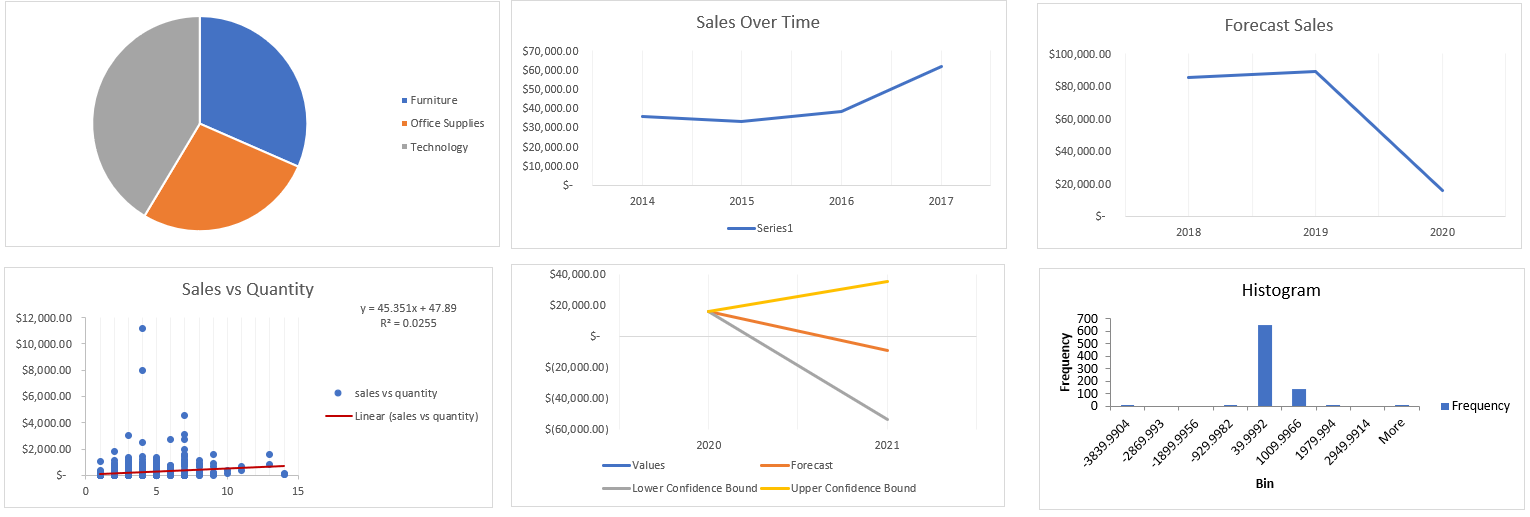 Furniture
Office Supplies
Technology
Sales Over Time
$70,000.00
$60,000.00
$50,000.00
$40,000.00
$30,000.00
$20,000.00
$10,000.00
$-
2014 2015 2016 2017
Series1
Forecast Sales
$100,000.00
$80,000.00
$60,000.00
$40,000.00
$20,000.00
$-
2018 2019 2020
Sales vs Quantity
y = 45.351x + 47.89
R² = 0.0255
$12,000.00
$10,000.00
$8,000.00
$6,000.00
$4,000.00
$2,000.00
$-
0 5 10 15
sales vs quantity
Linear (sales vs quantity)
$40,000.00
$20,000.00
$-
$(20,000.00)
$(40,000.00)
$(60,000.00)
2020 2021
Values Forecast
Lower Confidence Bound Upper Confidence Bound
Histogram
Frequency
700
600
500
400
300
200
100
0
-3839.9904 -2869.993 -1899.9956 -929.9982 39.9992 1009.9966 1979.994 2949.9914 More
Bin
Frequency